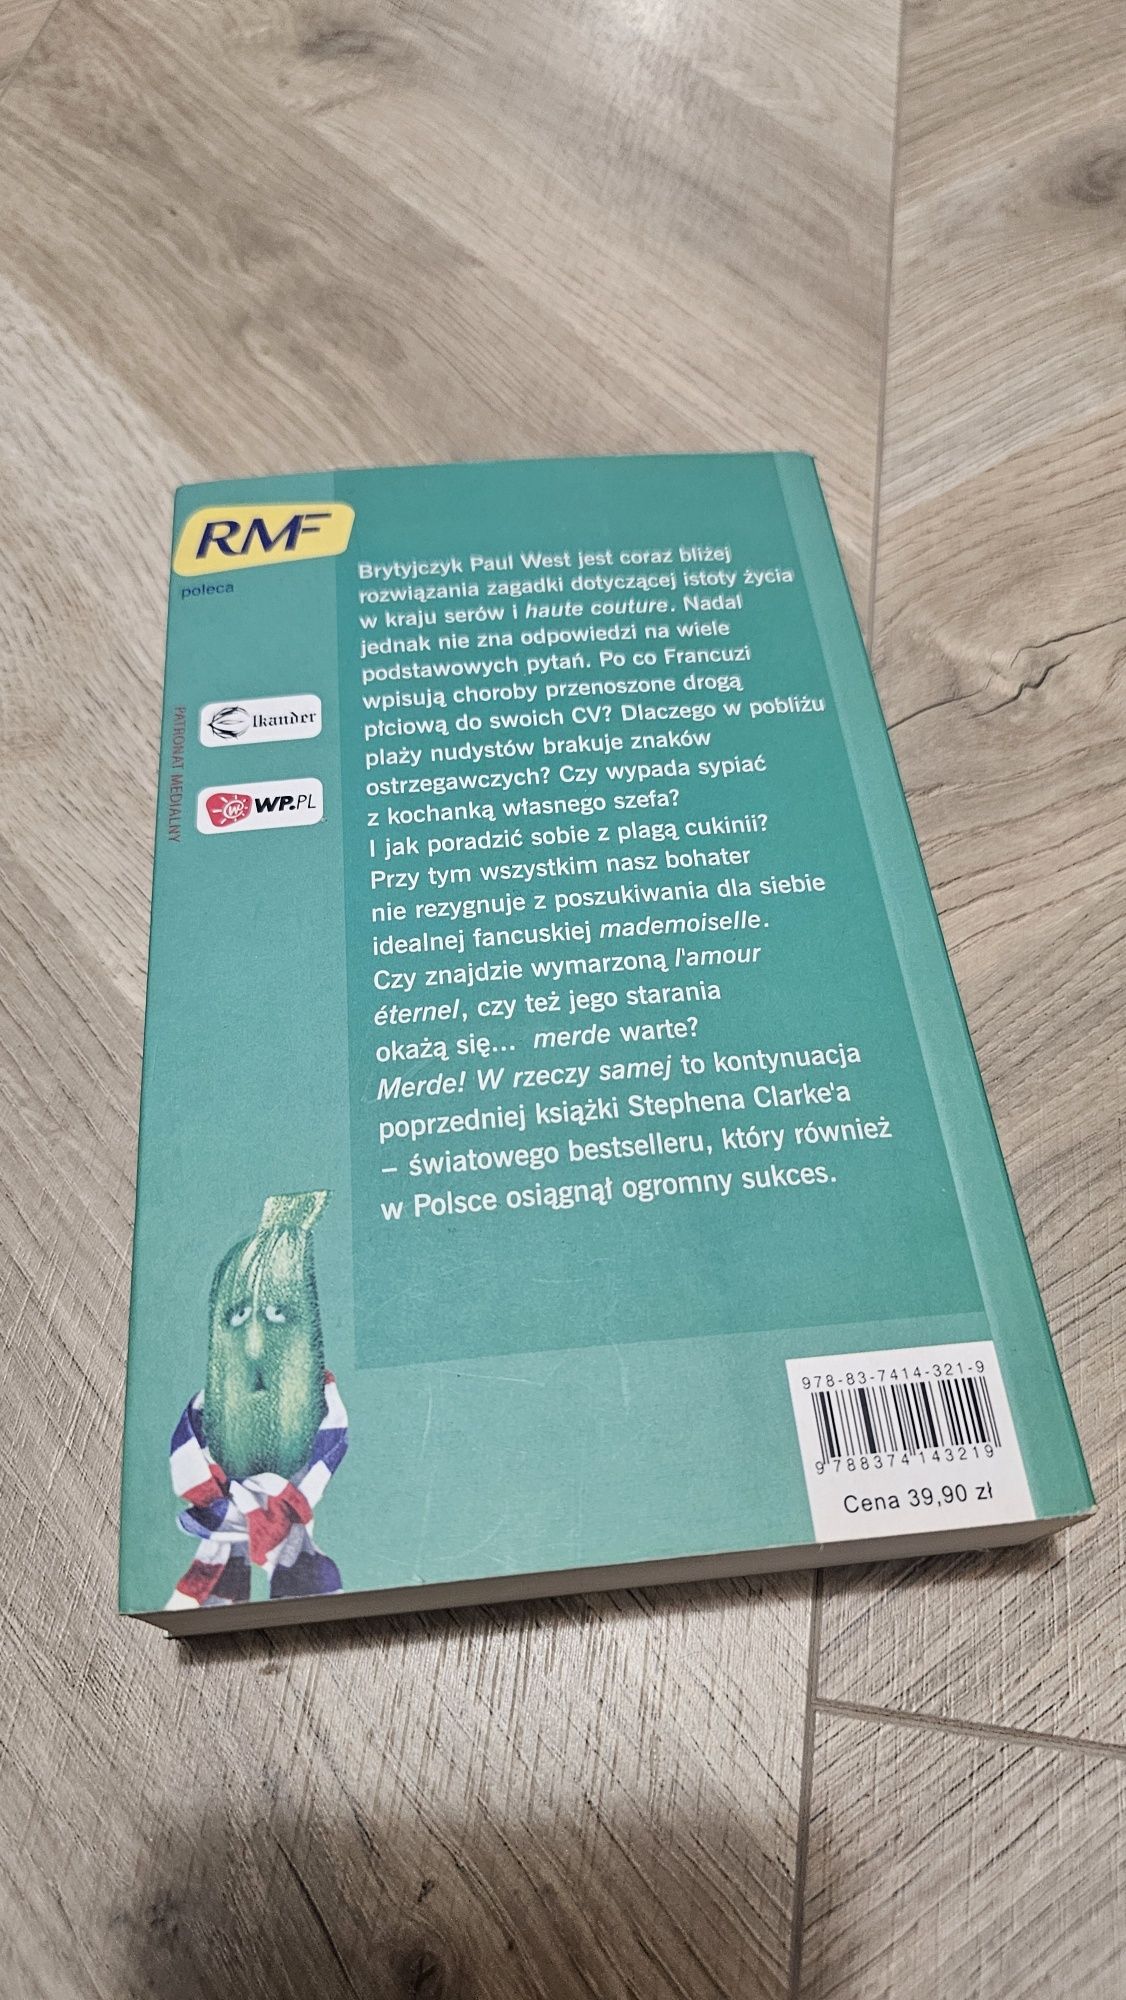 RMF
poleca
PATRONAT MEDIALNY
Ikander
W WP.PL
Brytyjczyk Paul West jest coraz bliżej
rozwiązania zagadki dotyczącej istoty życia
w kraju serów i haute couture. Nadal
jednak nie zna odpowiedzi na wiele
podstawowych pytań. Po co Francuzi
wpisują choroby przenoszone drogą
płciową do swoich CV? Dlaczego w pobliżu
plaży nudystów brakuje znaków
ostrzegawczych? Czy wypada sypiać
z kochanką własnego szefa?
I jak poradzić sobie z plagą cukinii?
Przy tym wszystkim nasz bohater
nie rezygnuje z poszukiwania dla siebie
idealnej fancuskiej mademoiselle.
Czy znajdzie wymarzoną l'amour
éternel, czy też jego starania
okażą się... merde warte?
Merde! W rzeczy samej to kontynuacja
poprzedniej książki Stephena Clarke'a
– światowego bestselleru, który również
w Polsce osiągnął ogromny sukces.
978-83-7414-321-9
9 788374 143219
Cena 39,90 zł